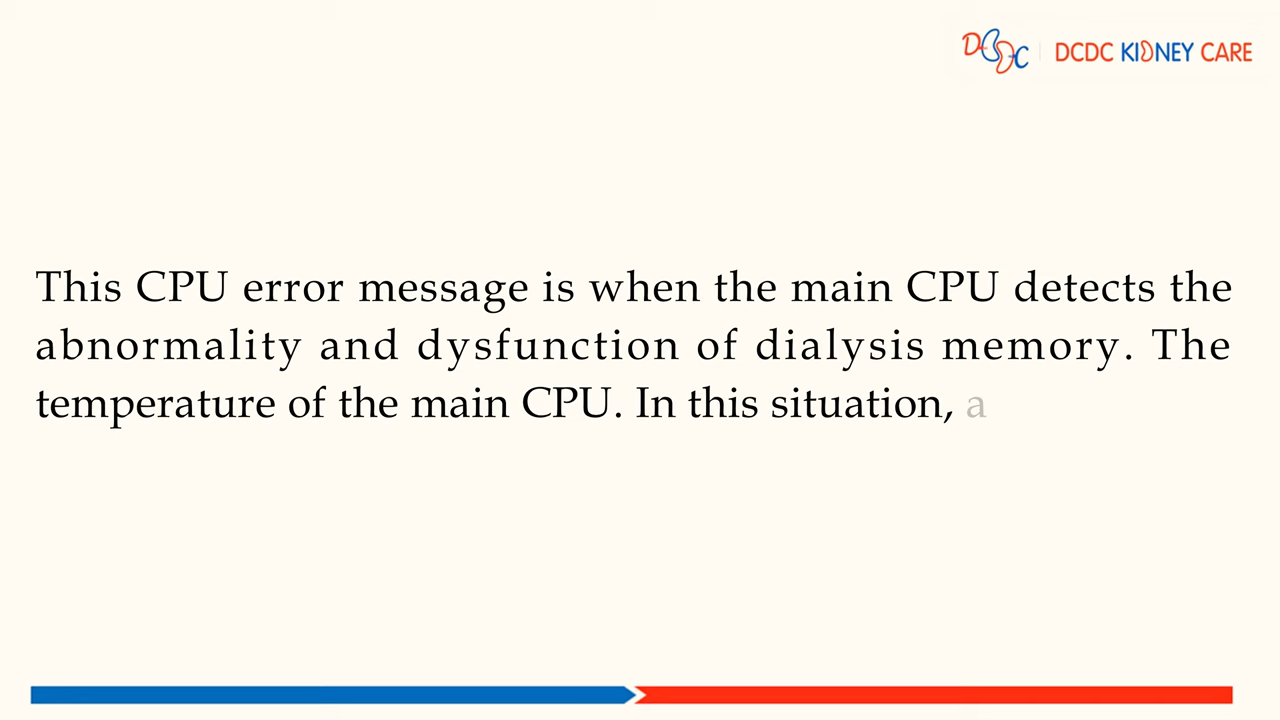 DCDC | DCDC KIDNEY CARE
This CPU error message is when the main CPU detects the
abnormality and dysfunction of dialysis memory. The
temperature of the main CPU. In this situation, a